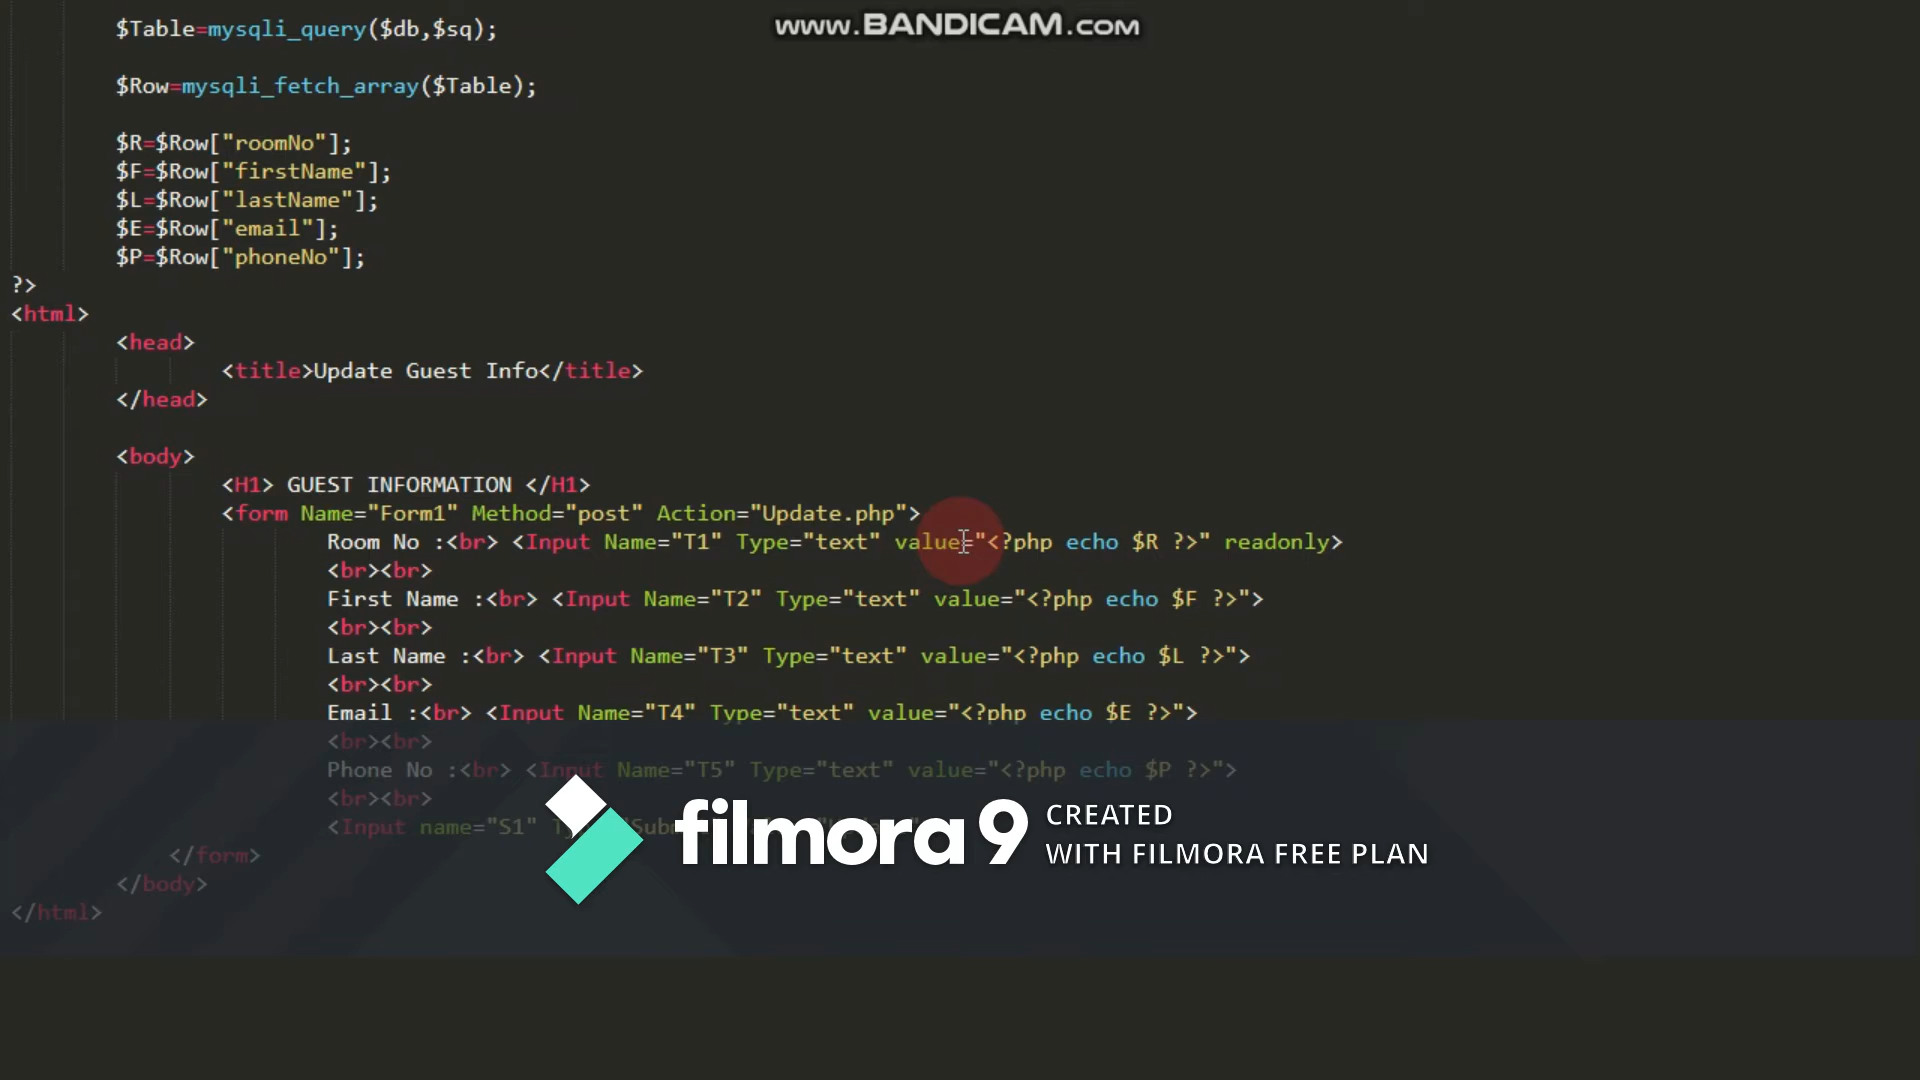 www.BANDICAM.com
$Table=mysqli_query($db,$sq);
$Row=mysqli_fetch_array($Table);
$R=$Row["roomNo"];
$F=$Row["firstName"];
$L=$Row["lastName"];
$E=$Row["email"];
$P=$Row["phoneNo"];
?>
<html>
<head>
<title>Update Guest Info</title>
</head>
<body>
<H1> GUEST INFORMATION </H1>
<form Name="Form1" Method="post" Action="Update.php">
Room No :<br> <Input Name="T1" Type="text" value="<?php echo $R ?>" readonly>
<br><br>
First Name :<br> <Input Name="T2" Type="text" value="<?php echo $F ?>">
<br><br>
Last Name :<br> <Input Name="T3" Type="text" value="<?php echo $L ?>">
<br><br>
Email :<br> <Input Name="T4" Type="text" value="<?php echo $E ?>">
<br><br>
Phone No :<br> <Input Name="T5" Type="text" value="<?php echo $P ?>">
<br><br>
<Input name="S1"
</form>
</body>
</html>
filmora9
CREATED
WITH FILMORA FREE PLAN